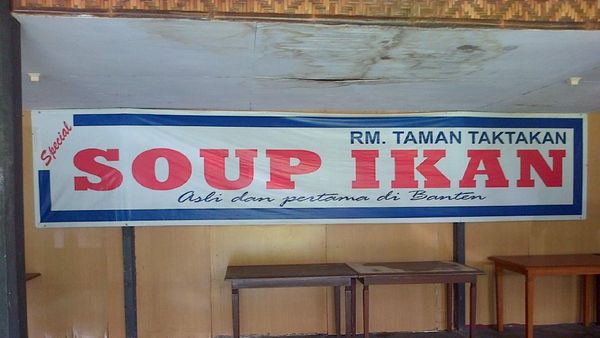 Special
RM. TAMAN TAKTAKAN
SOUP IKAN
Asli dan pertama di Banten